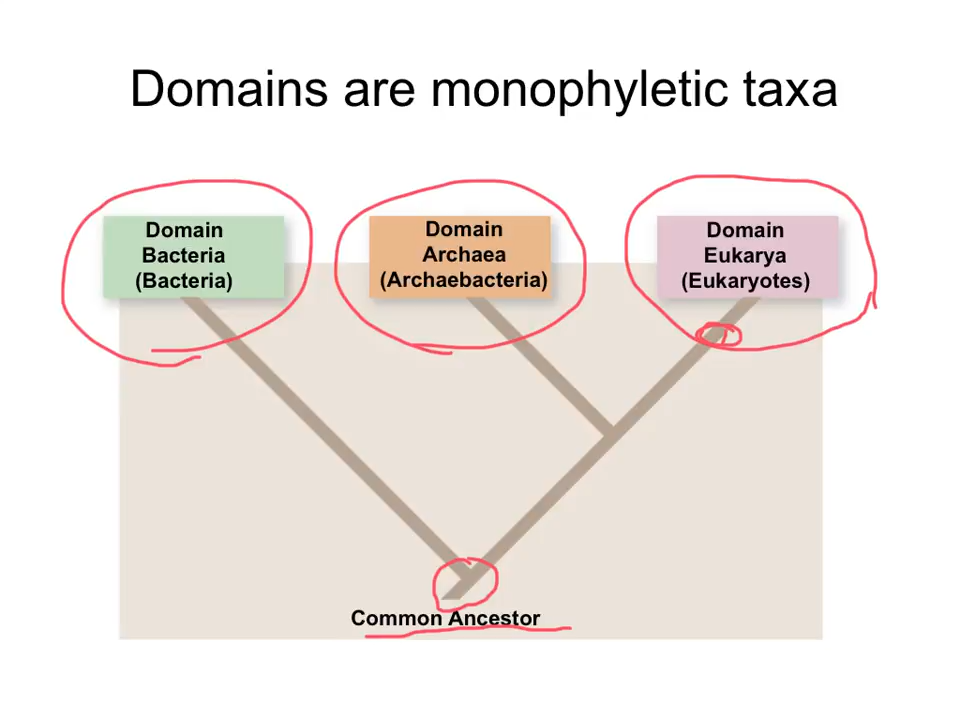 Domains are monophyletic taxa
Domain
Bacteria
(Bacteria)
Domain
Archaea
(Archaebacteria)
Domain
Eukarya
(Eukaryotes)
Common Ancestor